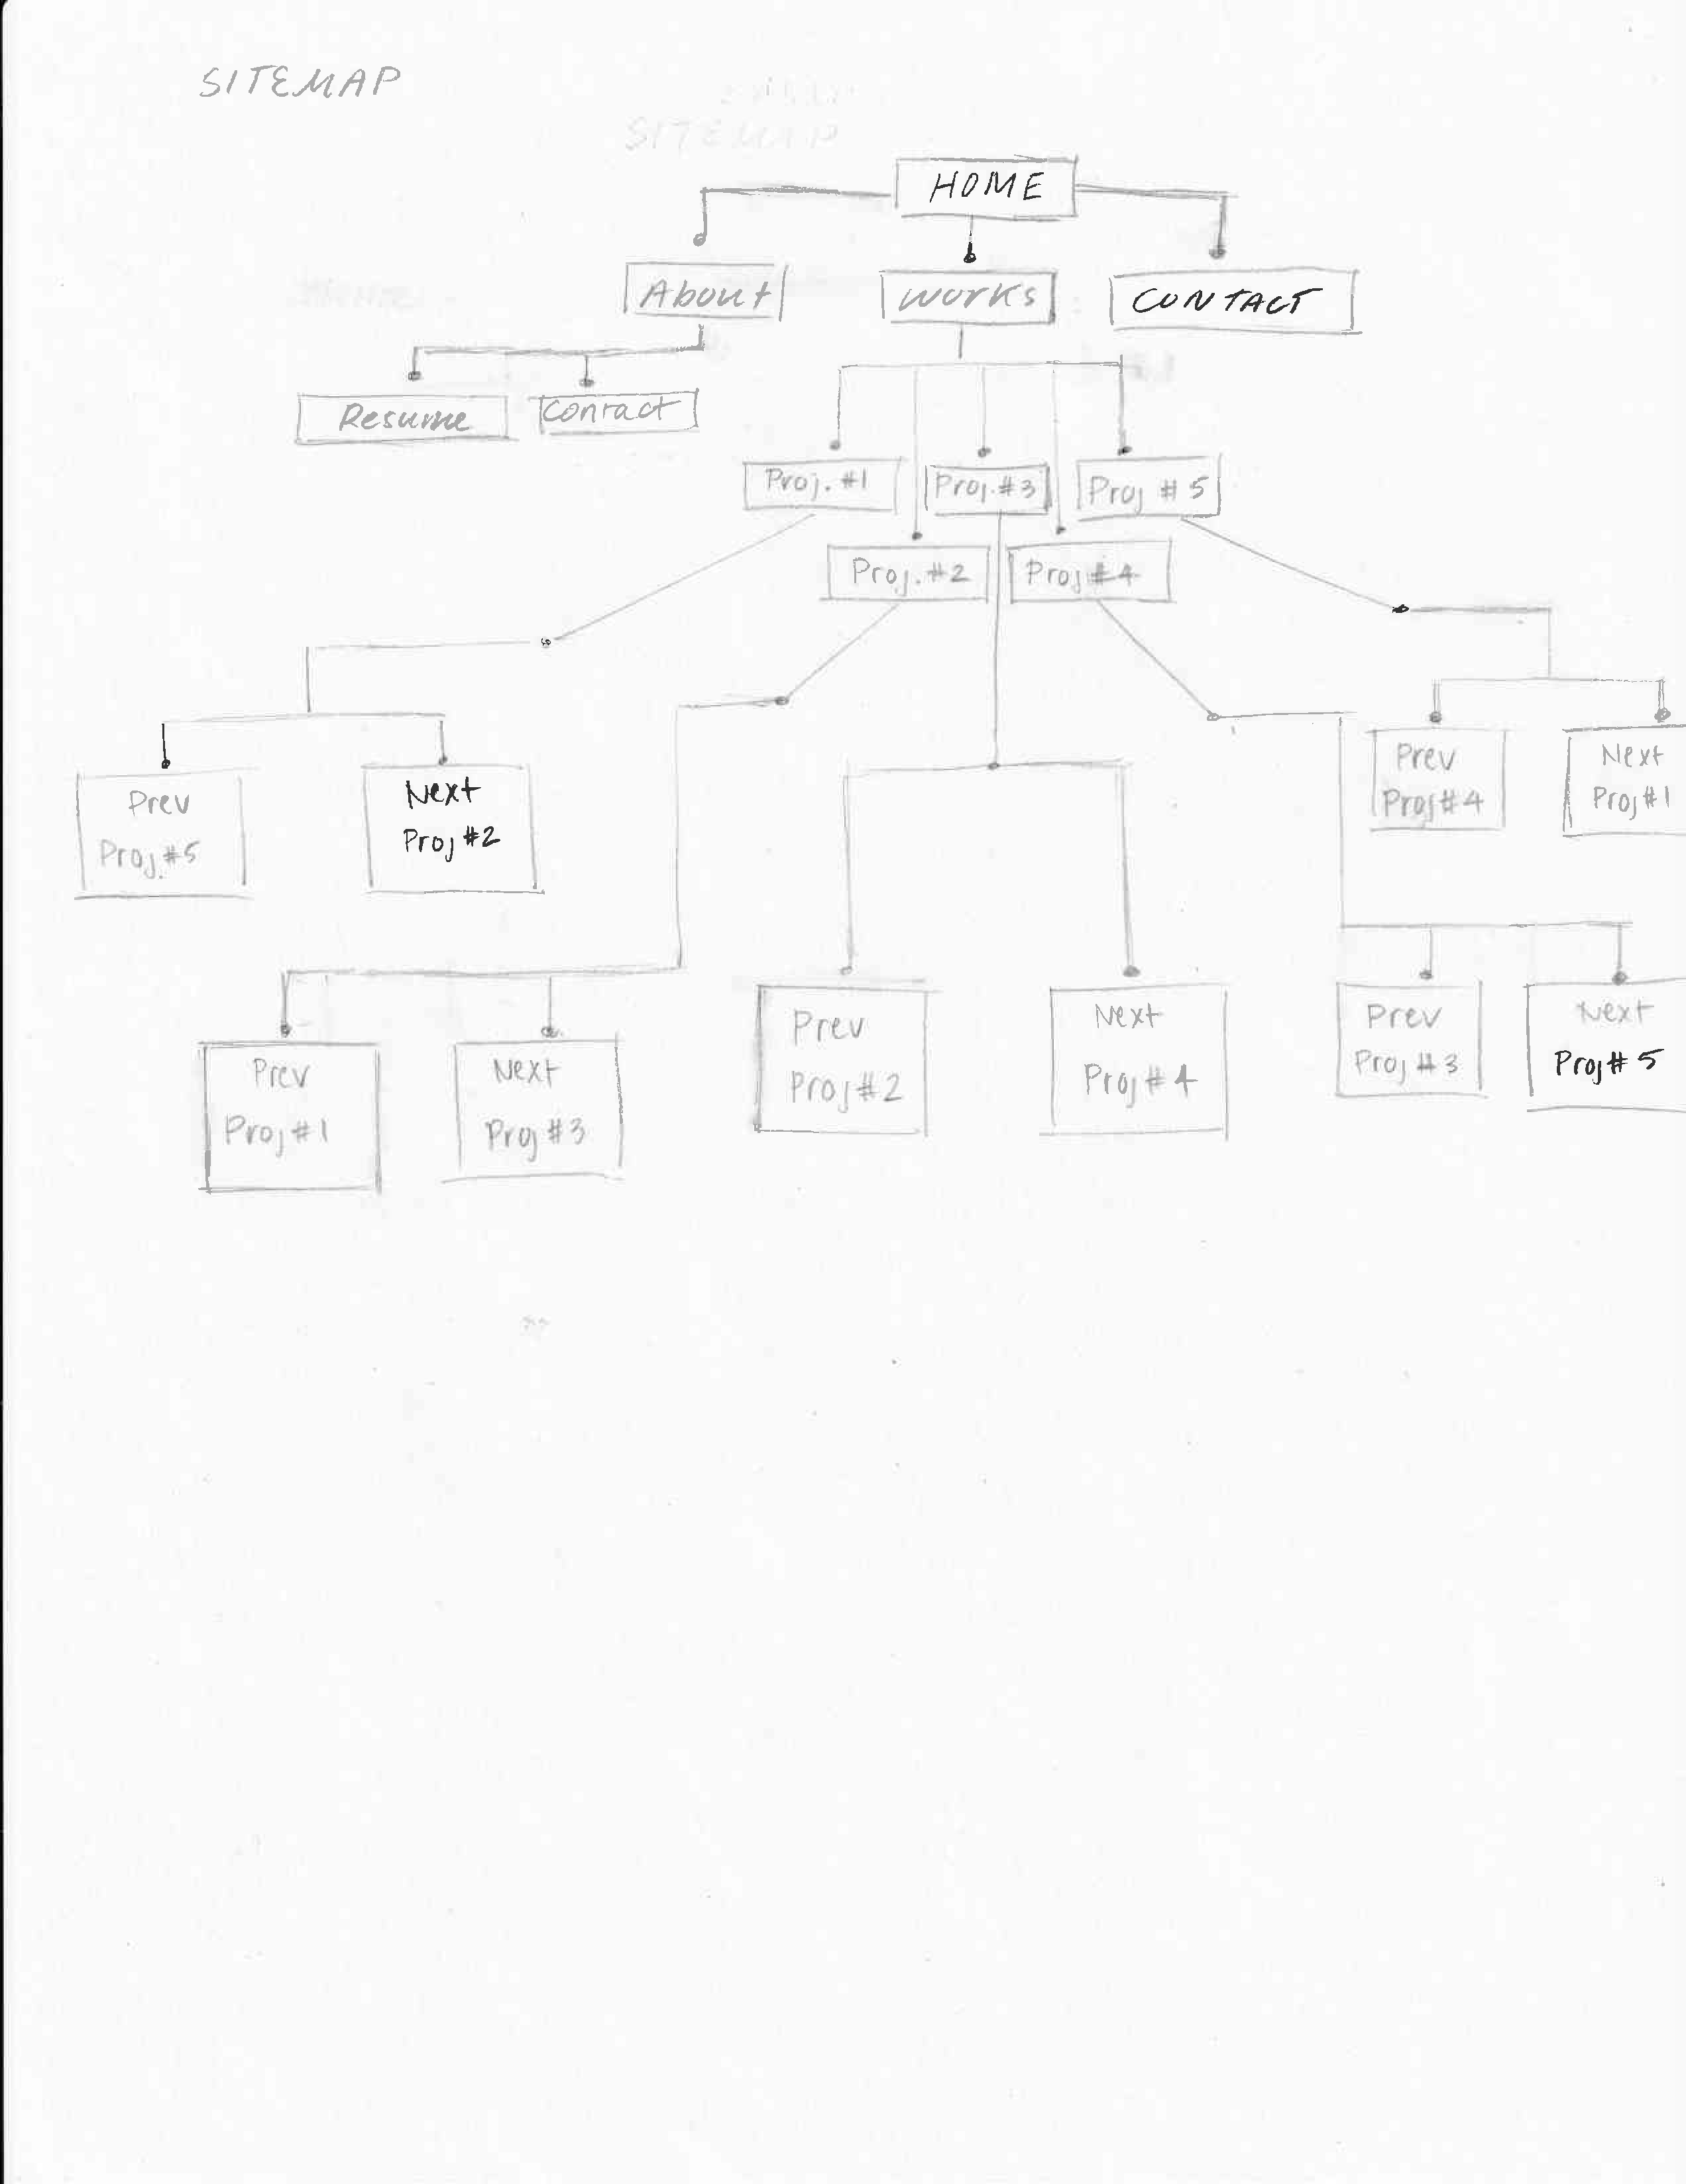 SITEMAP
SITEMAP
HOME
About
Works
CONTACT
Resume
Contact
Proj. #1
Proj. #3
Proj # 5
Proj. #2
Proj #4
Prev
Proj #5
Next
Proj #2
Prev
Proj #4
Next
Proj #1
Prev
Proj #1
Next
Proj #3
Prev
Proj #2
Next
Proj #4
Prev
Proj #3
Next
Proj # 5